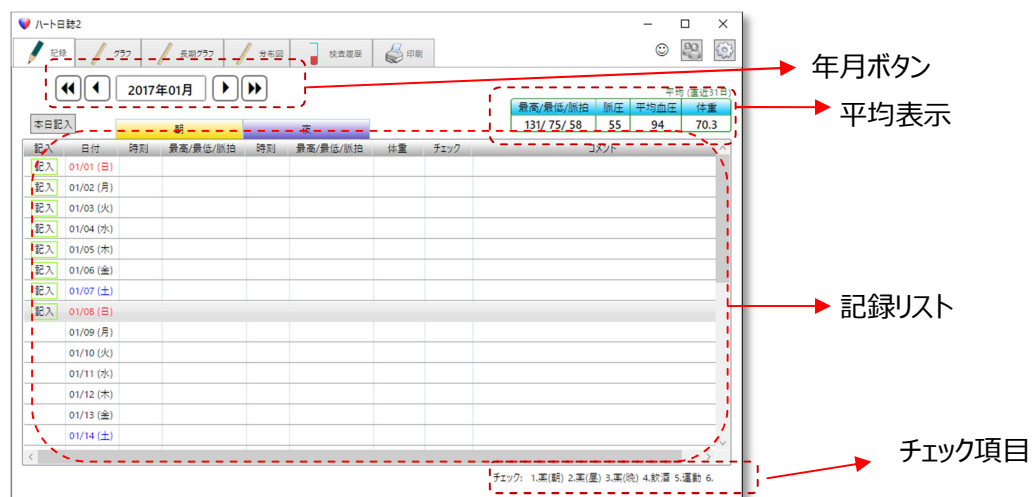 ハート日誌2
記録 グラフ 長期グラフ 分布図 検査履歴 印刷
年月ボタン
2017年01月
平均 (直近31日)
最高/最低/脈拍 脈圧 平均血圧 体重
131/ 75/ 58 55 94 70.3
平均表示
本日記入
朝 夜
記入 日付 時刻 最高/最低/脈拍 時刻 最高/最低/脈拍 体重 チェック コメント
記入 01/01 (日)
記入 01/02 (月)
記入 01/03 (火)
記入 01/04 (水)
記入 01/05 (木)
記入 01/06 (金)
記入 01/07 (土)
記入 01/08 (日)
記録リスト
01/09 (月)
01/10 (火)
01/11 (水)
01/12 (木)
01/13 (金)
01/14 (土)
チェック項目
チェック: 1.薬(朝) 2.薬(昼) 3.薬(晩) 4.飲酒 5.運動 6.